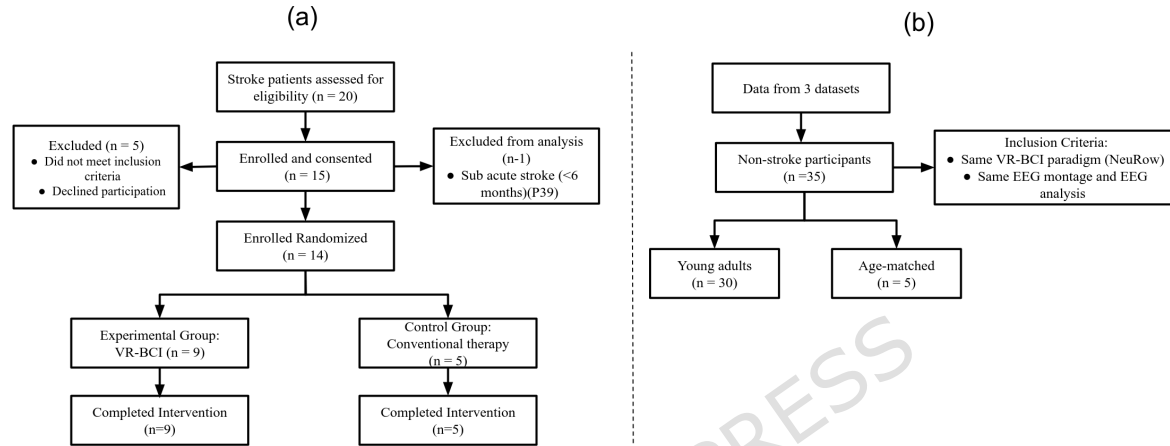 (a)
Stroke patients assessed for
eligibility (n = 20)
Excluded (n = 5)
● Did not meet inclusion
criteria
● Declined participation
Enrolled and consented
n = 15)
Excluded from analysis
(n-1)
● Sub acute stroke (<6
months)(P39)
Enrolled Randomized
(n = 14)
Experimental Group:
VR-BCI (n = 9)
Control Group:
Conventional therapy
(n = 5)
Completed Intervention
(n=9)
Completed Intervention
(n=5)
(b)
Data from 3 datasets
Non-stroke participants
(n =35)
Inclusion Criteria:
● Same VR-BCI paradigm (NeuRow)
● Same EEG montage and EEG
analysis
Young adults
(n = 30)
Age-matched
(n = 5)
PRESS